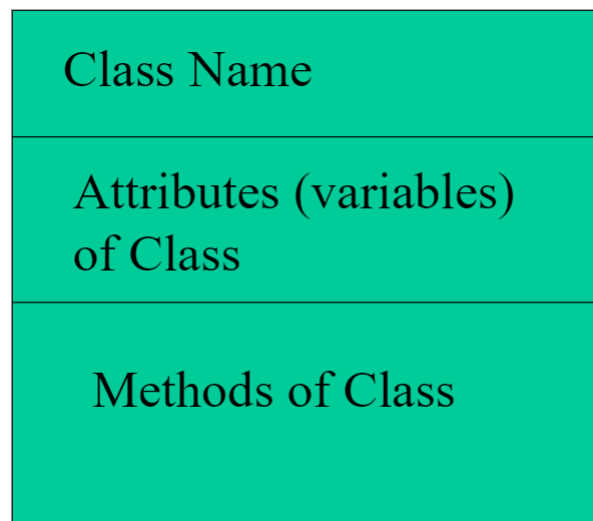 Class Name
Attributes (variables)
of Class
Methods of Class